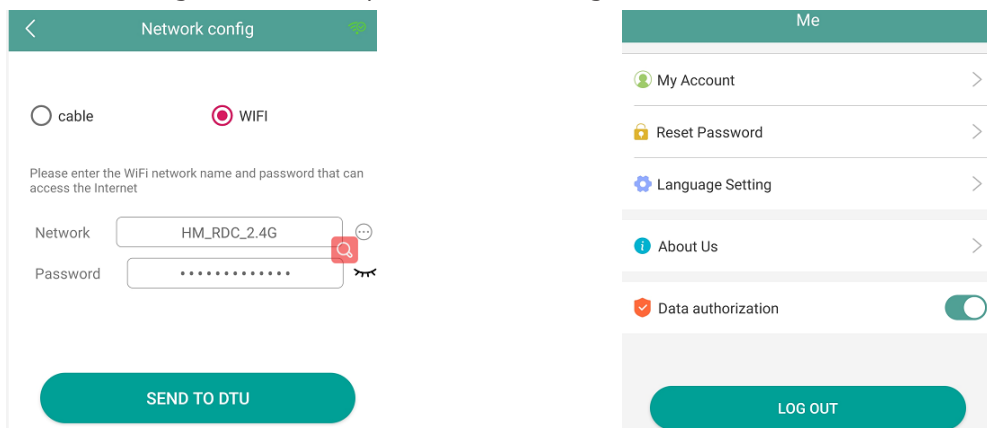 Network config
cable
WIFI
Please enter the WiFi network name and password that can
access the Internet
Network
HM_RDC_2.4G
Password
SEND TO DTU
Me
My Account
Reset Password
Language Setting
About Us
Data authorization
LOG OUT